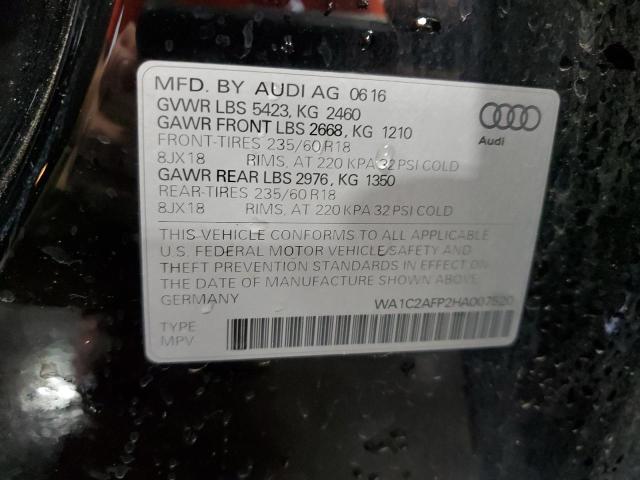 MFD. BY AUDI AG 0616
GVWR LBS 5423, KG 2460
GAWR FRONT LBS 2668, KG 1210
FRONT-TIRES 235/60 R18
8JX18 RIMS, AT 220 KPA 32 PSI COLD
GAWR REAR LBS 2976, KG 1350
REAR-TIRES 235/60 R18
8JX18 RIMS, AT 220 KPA 32 PSI COLD
Audi
THIS VEHICLE CONFORMS TO ALL APPLICABLE
U.S. FEDERAL MOTOR VEHICLE SAFETY AND
THEFT PREVENTION STANDARDS IN EFFECT ON
THE DATE OF MANUFACTURE SHOWN ABOVE.
GERMANY
WA1C2AFP2HA007520
TYPE
MPV